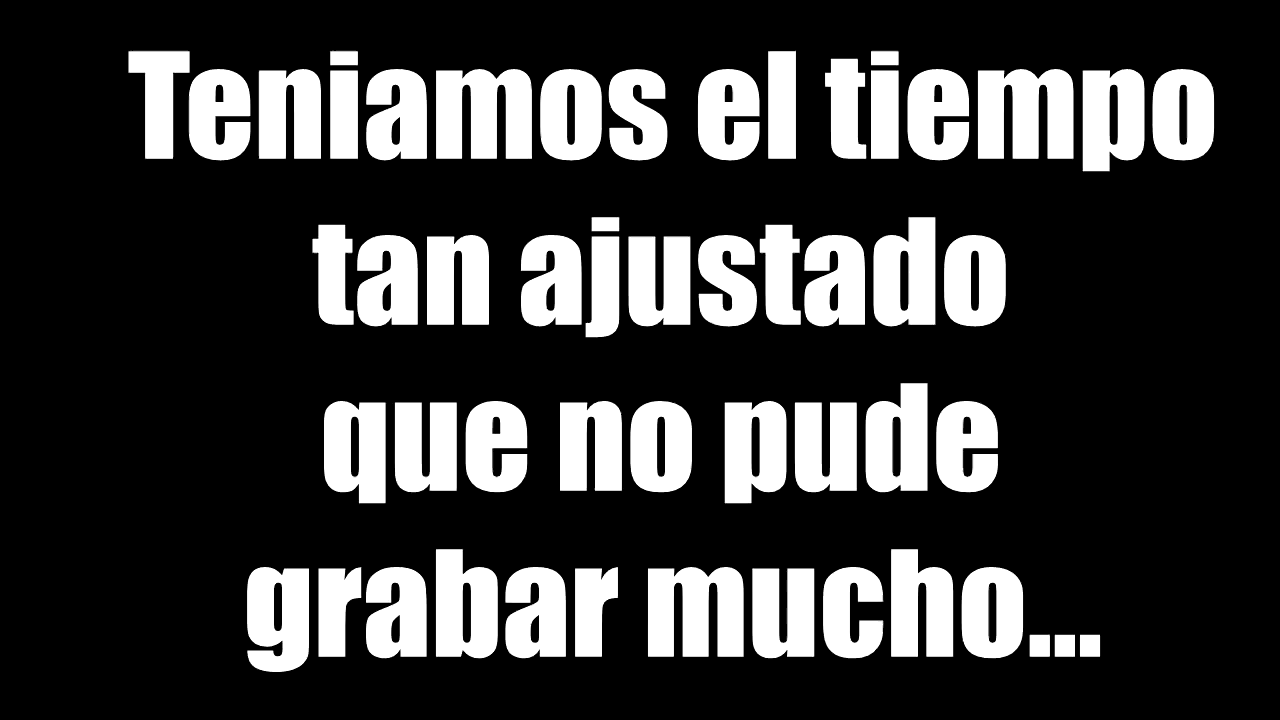 Teniamos el tiempo
tan ajustado
que no pude
grabar mucho...